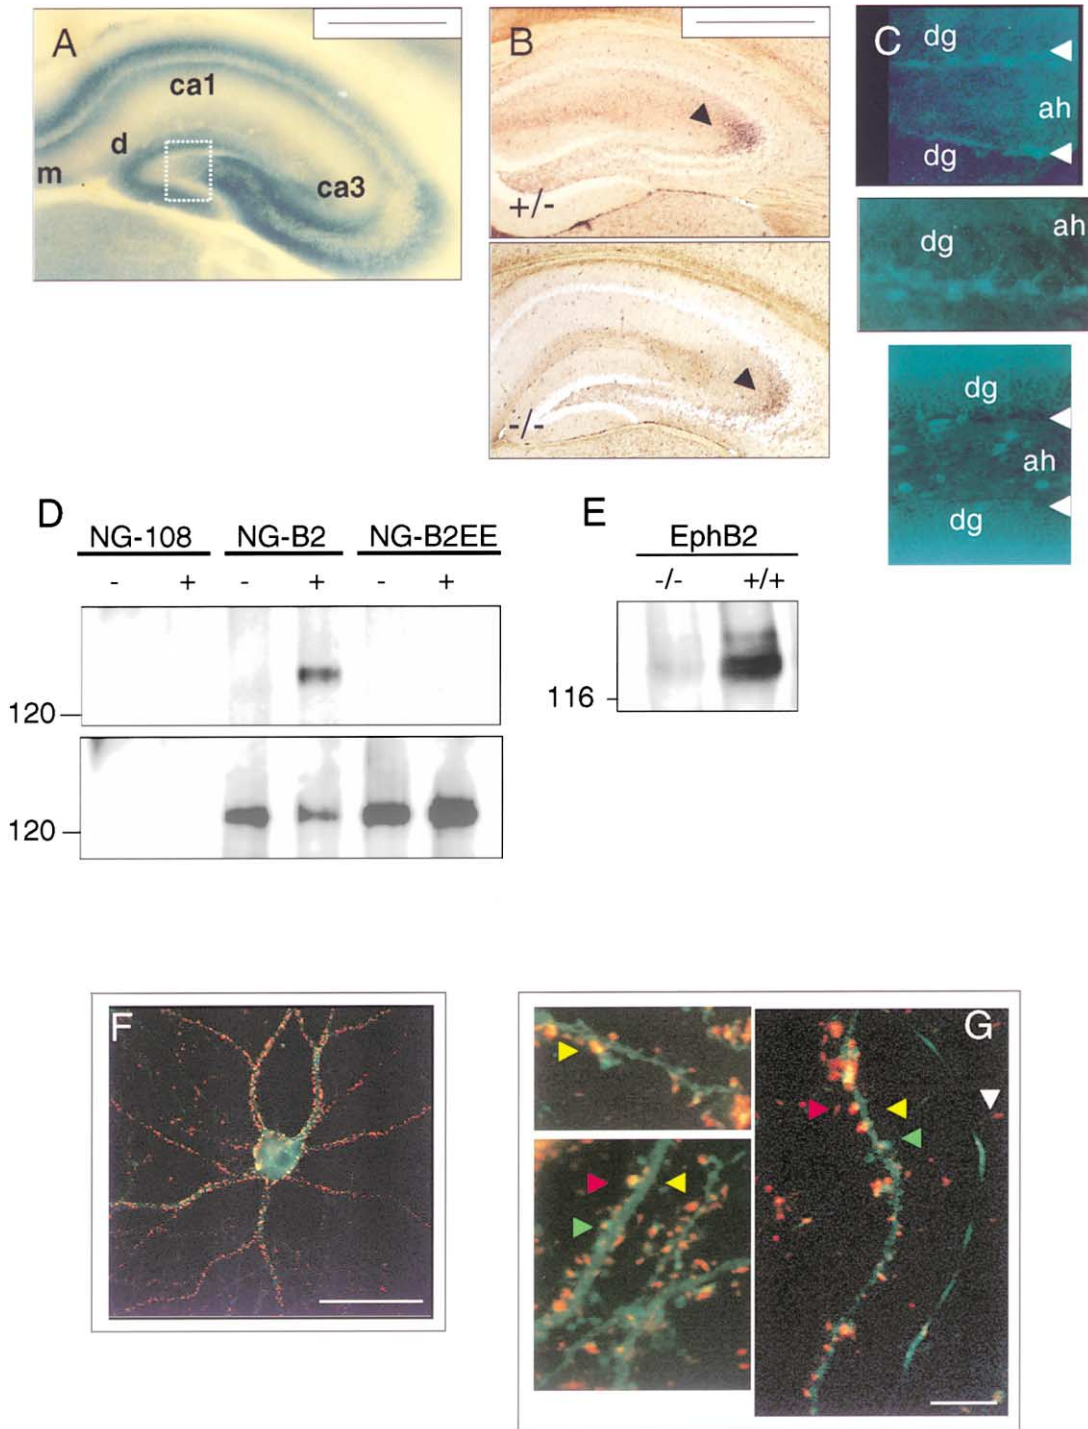 A
ca1
d
m
ca3
B
+/-
-/-
C
dg
ah
dg
dg
ah
dg
ah
dg
D
NG-108 NG-B2 NG-B2EE
- + - + - +
120
120
E
EphB2
-/- +/+
116
F
G